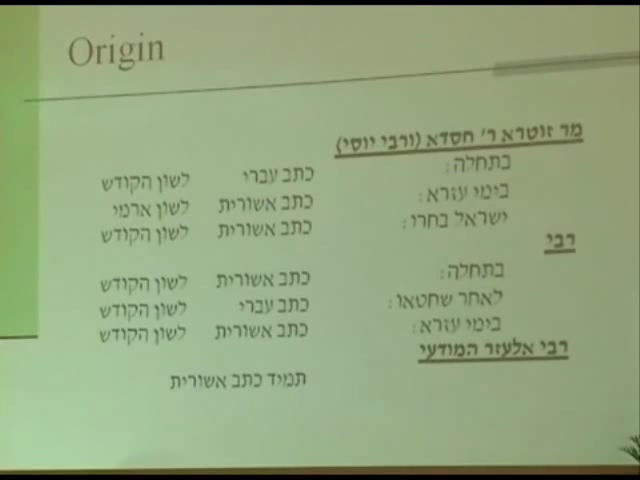 Origin
מר זוטרא ר' חסדא (ורבי יוסי)
בתחלה: כתב עברי לשון הקודש
בימי עזרא: כתב אשורית לשון ארמי
ישראל בחרו: כתב אשורית לשון הקודש
רבי
בתחלה: כתב אשורית לשון הקודש
לאחר שחטאו: כתב עברי לשון הקודש
בימי עזרא: כתב אשורית לשון הקודש
רבי אלעזר המודעי
תמיד כתב אשורית